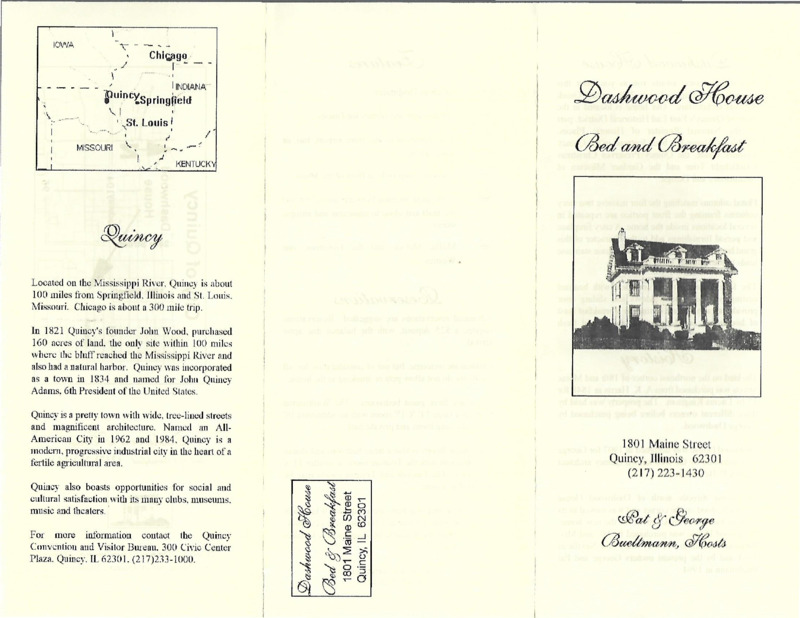 IOWA
Chicago
INDIANA
Quincy
Springfield
St. Louis
MISSOURI
KENTUCKY
Quincy
Located on the Mississippi River, Quincy is about
100 miles from Springfield, Illinois and St. Louis,
Missouri. Chicago is about a 300 mile trip.
In 1821 Quincy's founder John Wood, purchased
160 acres of land, the only site within 100 miles
where the bluff reached the Mississippi River and
also had a natural harbor. Quincy was incorporated
as a town in 1834 and named for John Quincy
Adams, 6th President of the United States.
Quincy is a pretty town with wide, tree-lined streets
and magnificent architecture. Named an All-
American City in 1962 and 1984, Quincy is a
modern, progressive industrial city in the heart of a
fertile agricultural area.
Quincy also boasts opportunities for social and
cultural satisfaction with its many clubs, museums,
music and theaters.
For more information contact the Quincy
Convention and Visitor Bureau, 300 Civic Center
Plaza, Quincy, IL 62301, (217)233-1000.
Dashwood House
Bed & Breakfast
1801 Maine Street
Quincy, IL 62301
Dashwood House
Bed and Breakfast
1801 Maine Street
Quincy, Illinois 62301
(217) 223-1430
Pat & George
Bueltmann, Hosts